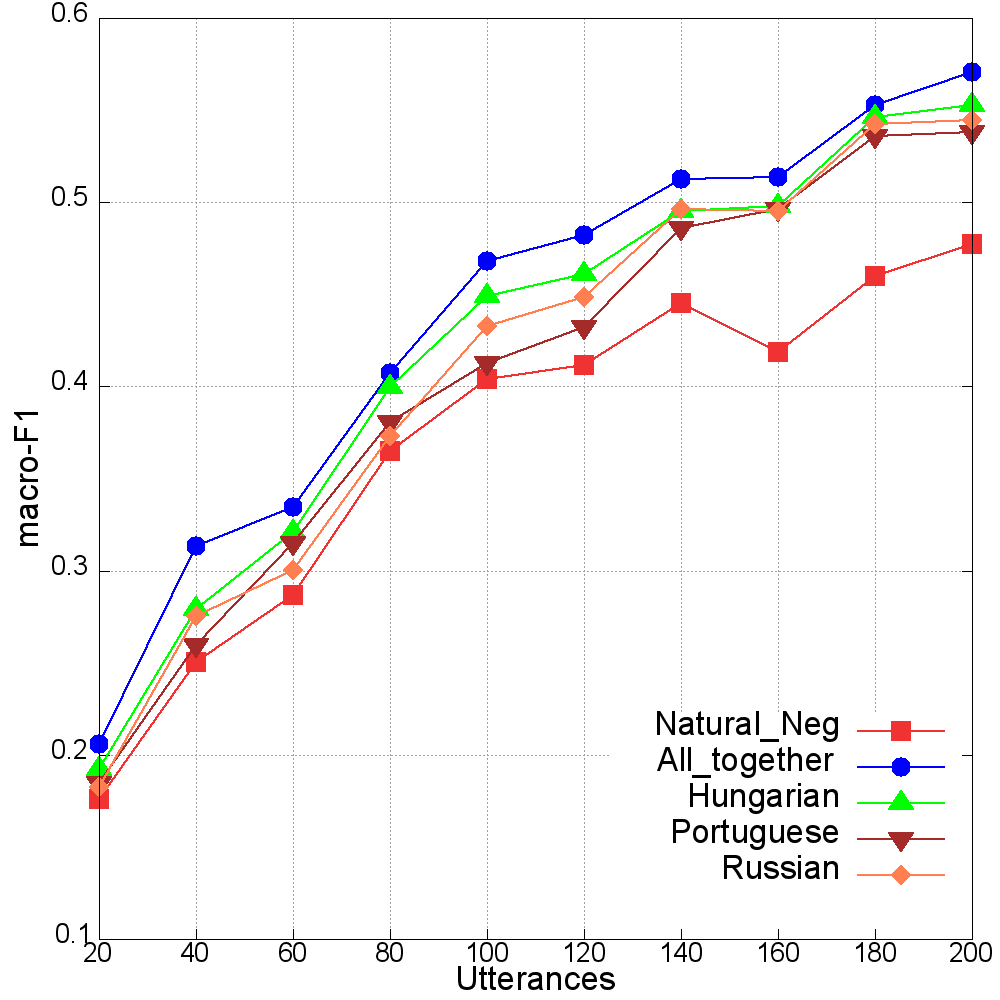 0.6
0.5
0.4
0.3
0.2
0.1
macro-F1
20 40 60 80 100 120 140 160 180 200
Utterances
Natural_Neg
All_together
Hungarian
Portuguese
Russian